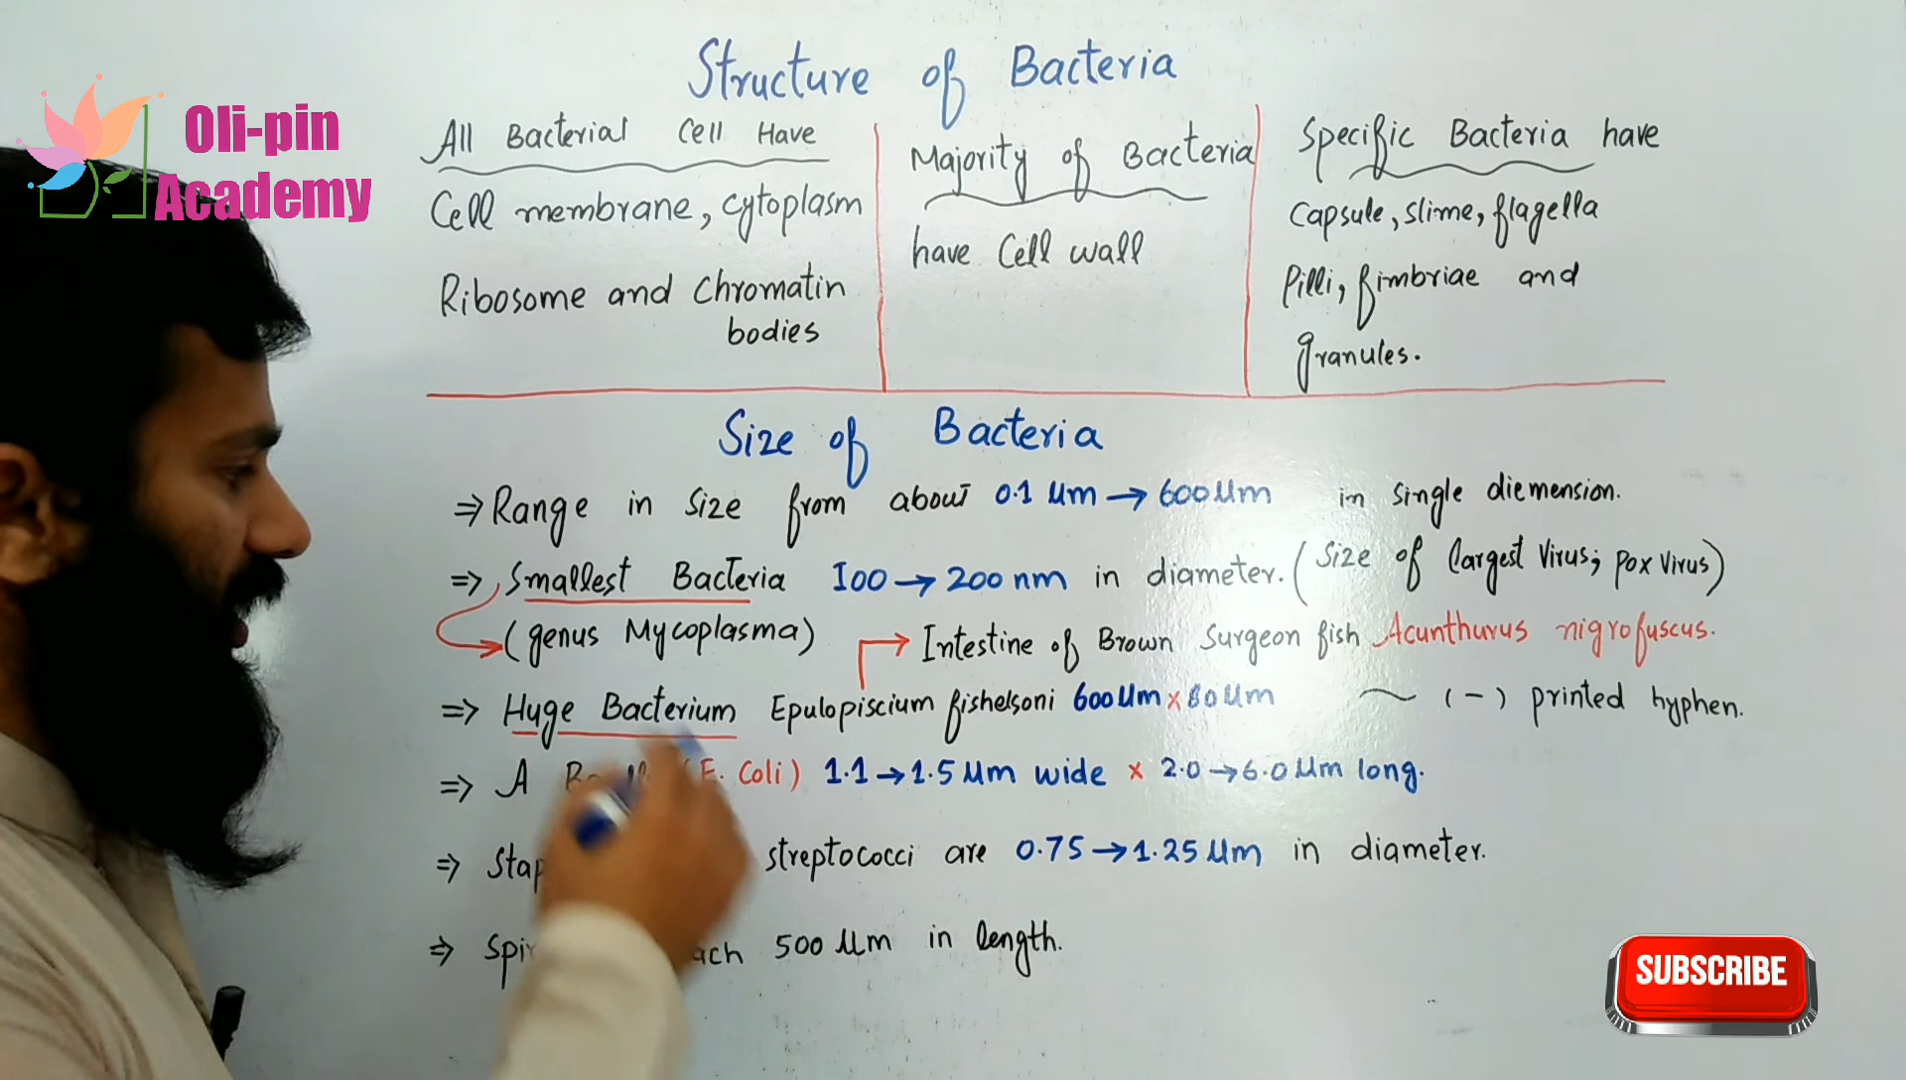 Structure of Bacteria
Oli-pin
Academy
All Bacterial Cell Have
Cell membrane, cytoplasm
Ribosome and Chromatin
bodies
Majority of Bacteria
have Cell wall
Specific Bacteria have
Capsule, slime, flagella
Pilli, fimbriae and
granules.
Size of Bacteria
⇒ Range in size from about 0.1 Um → 600 Um in single diemension.
⇒ Smallest Bacteria 100 → 200 nm in diameter. (Size of largest Virus; pox virus)
(genus Mycoplasma)
Intestine of Brown Surgeon fish Acunthurus nigrofuscus.
⇒ Huge Bacterium Epulopiscium fishelsoni 600 Um × 80 Um ~ (-) printed hyphen.
⇒ A (E. Coli) 1.1 → 1.5 Um wide × 2.0 → 6.0 Um long.
⇒ streptococci are 0.75 → 1.25 Um in diameter.
⇒ 500 Um in length.
SUBSCRIBE